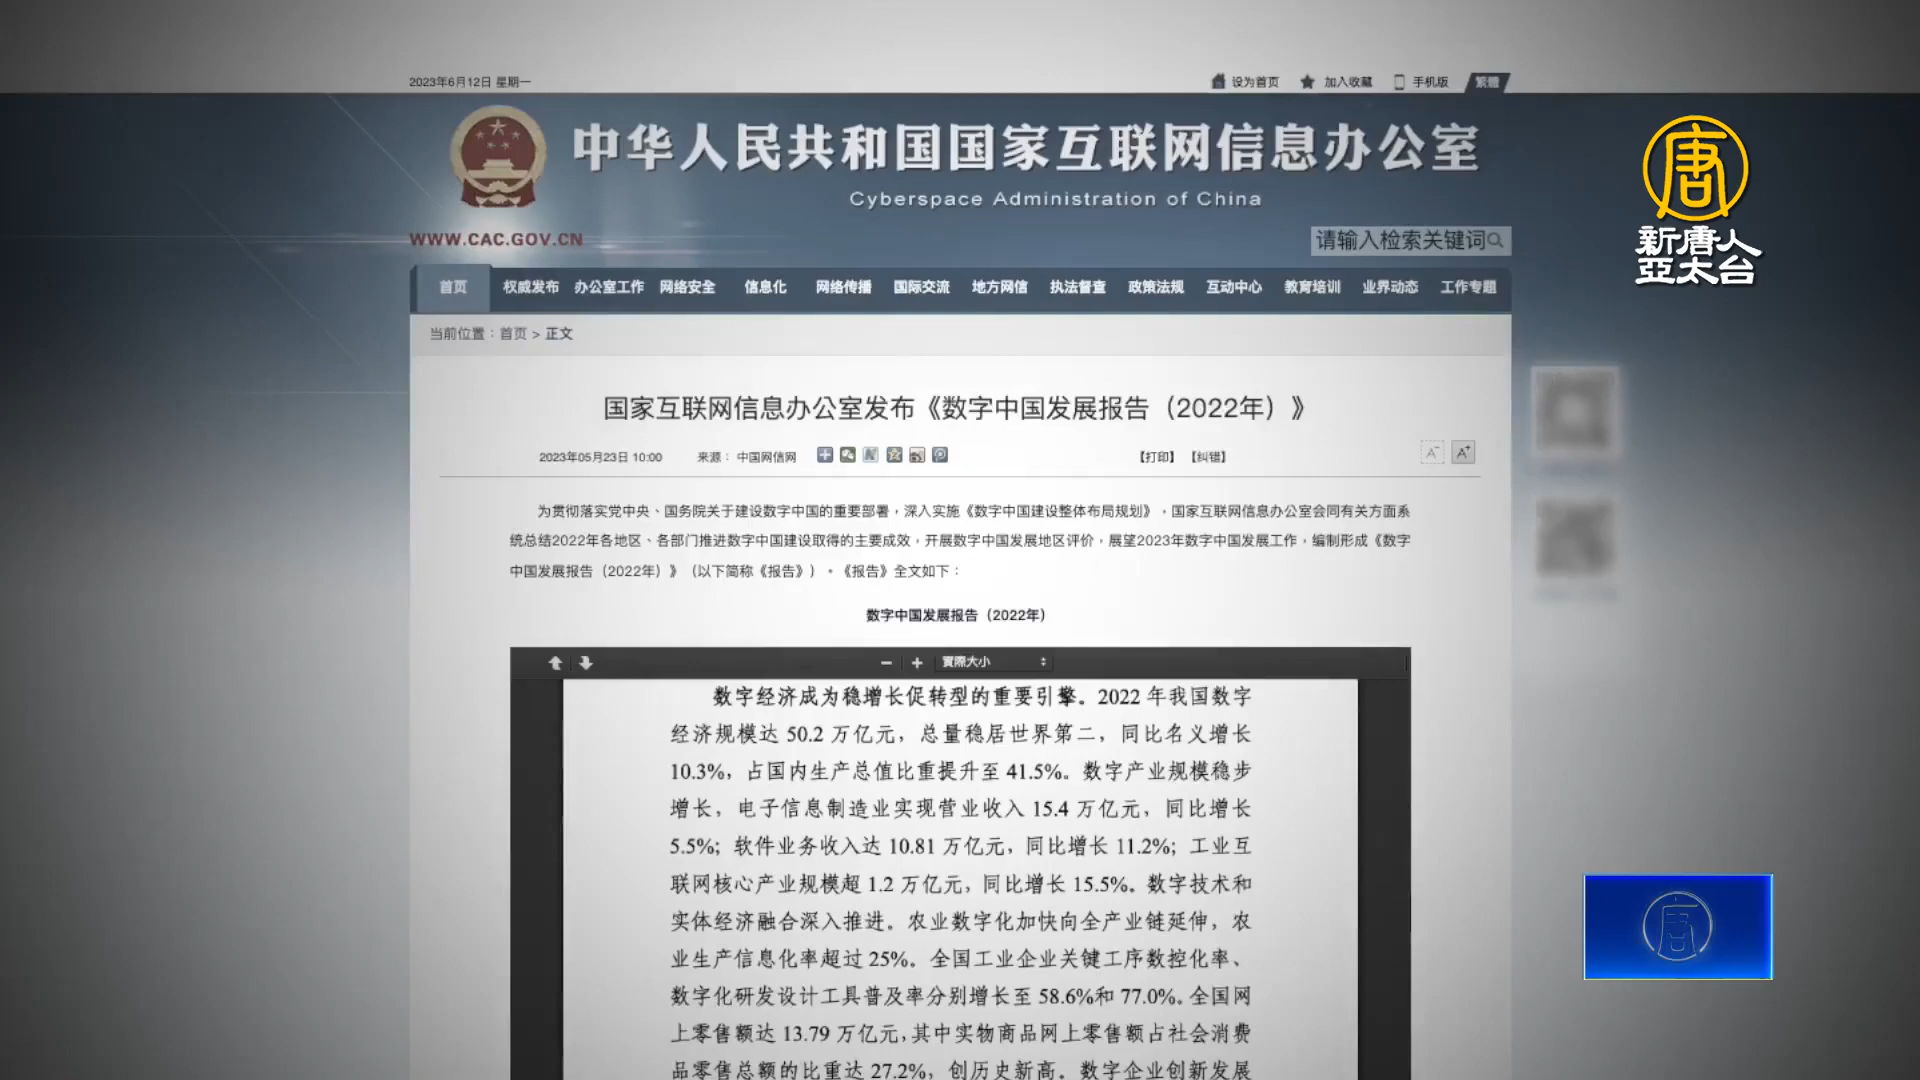 2023年6月12日 星期一
设为首页 加入收藏 手机版 繁體
中华人民共和国国家互联网信息办公室
Cyberspace Administration of China
WWW.CAC.GOV.CN
请输入检索关键词
首页 权威发布 办公室工作 网络安全 信息化 网络传播 国际交流 地方网信 执法督查 政策法规 互动中心 教育培训 业界动态 工作专题
当前位置：首页 > 正文
国家互联网信息办公室发布《数字中国发展报告（2022年）》
2023年05月23日 10:00 来源： 中国网信网 【打印】【纠错】 A- A+
为贯彻落实党中央、国务院关于建设数字中国的重要部署，深入实施《数字中国建设整体布局规划》，国家互联网信息办公室会同有关方面系
统总结2022年各地区、各部门推进数字中国建设取得的主要成效，开展数字中国发展地区评价，展望2023年数字中国发展工作，编制形成《数字
中国发展报告（2022年）》（以下简称《报告》）。《报告》全文如下：
数字中国发展报告（2022年）
實際大小
数字经济成为稳增长促转型的重要引擎。2022 年我国数字
经济规模达 50.2 万亿元，总量稳居世界第二，同比名义增长
10.3%，占国内生产总值比重提升至 41.5%。数字产业规模稳步
增长，电子信息制造业实现营业收入 15.4 万亿元，同比增长
5.5%；软件业务收入达 10.81 万亿元，同比增长 11.2%；工业互
联网核心产业规模超 1.2 万亿元，同比增长 15.5%。数字技术和
实体经济融合深入推进。农业数字化加快向全产业链延伸，农
业生产信息化率超过 25%。全国工业企业关键工序数控化率、
数字化研发设计工具普及率分别增长至 58.6%和 77.0%。全国网
上零售额达 13.79 万亿元，其中实物商品网上零售额占社会消费
品零售总额的比重达 27.2%，创历史新高。数字企业创新发展
唐
新唐人
亞太台
唐